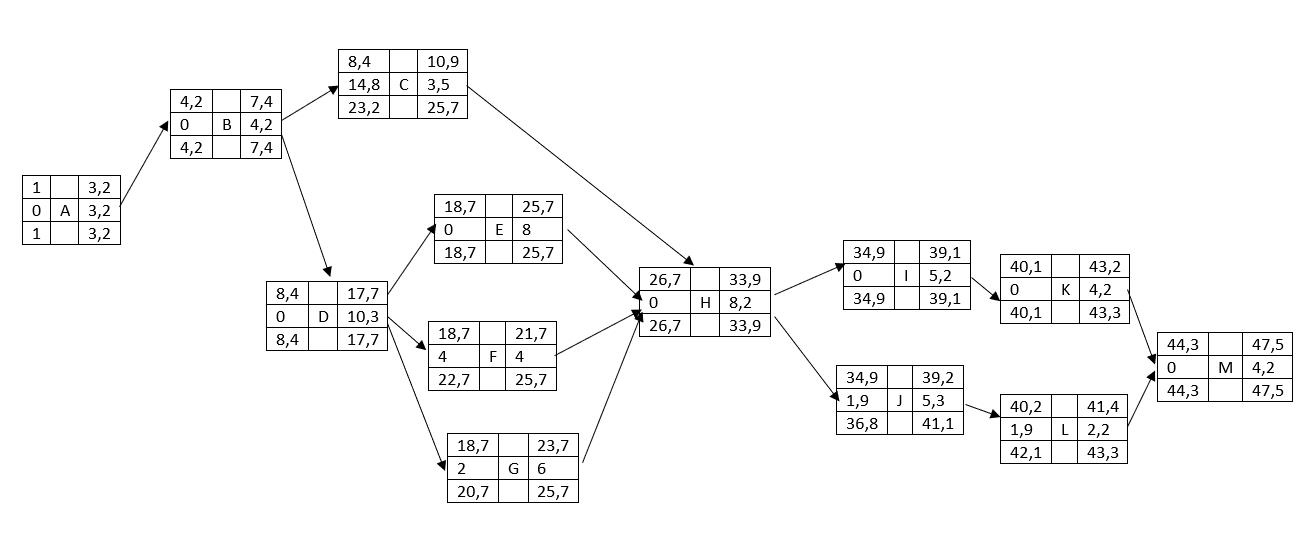 1 3,2
0 A 3,2
1 3,2
4,2 7,4
0 B 4,2
4,2 7,4
8,4 10,9
14,8 C 3,5
23,2 25,7
8,4 17,7
0 D 10,3
8,4 17,7
18,7 25,7
0 E 8
18,7 25,7
18,7 21,7
4 F 4
22,7 25,7
18,7 23,7
2 G 6
20,7 25,7
26,7 33,9
0 H 8,2
26,7 33,9
34,9 39,1
0 I 5,2
34,9 39,1
34,9 39,2
1,9 J 5,3
36,8 41,1
40,1 43,2
0 K 4,2
40,1 43,3
40,2 41,4
1,9 L 2,2
42,1 43,3
44,3 47,5
0 M 4,2
44,3 47,5